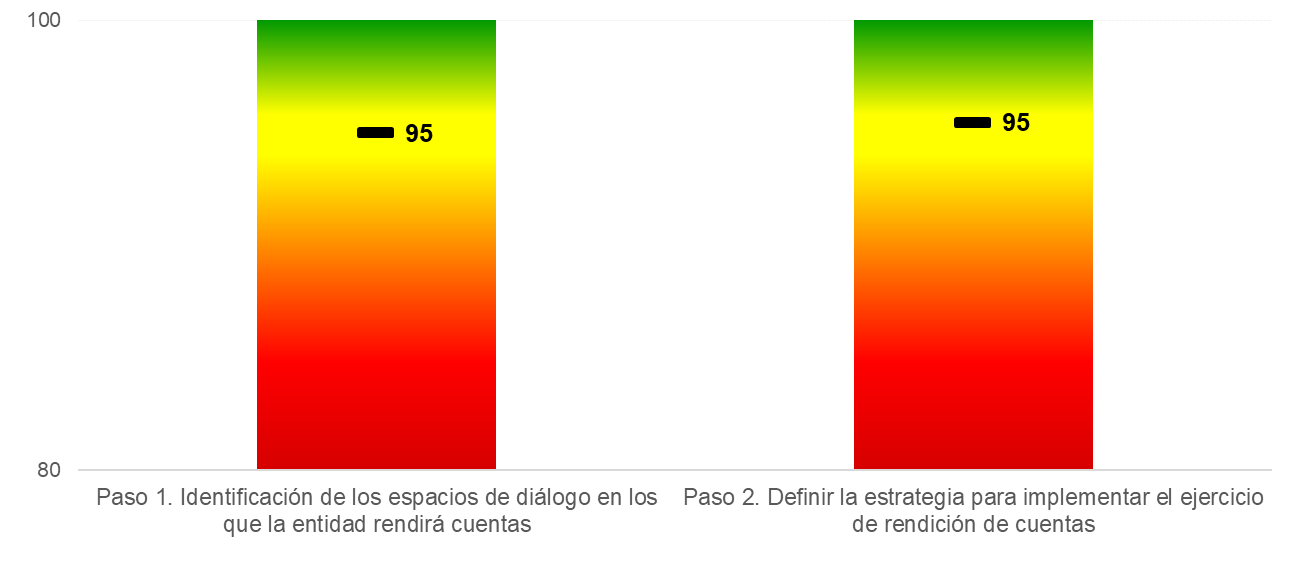 100
95
95
80
Paso 1. Identificación de los espacios de diálogo en los
que la entidad rendirá cuentas
Paso 2. Definir la estrategia para implementar el ejercicio
de rendición de cuentas